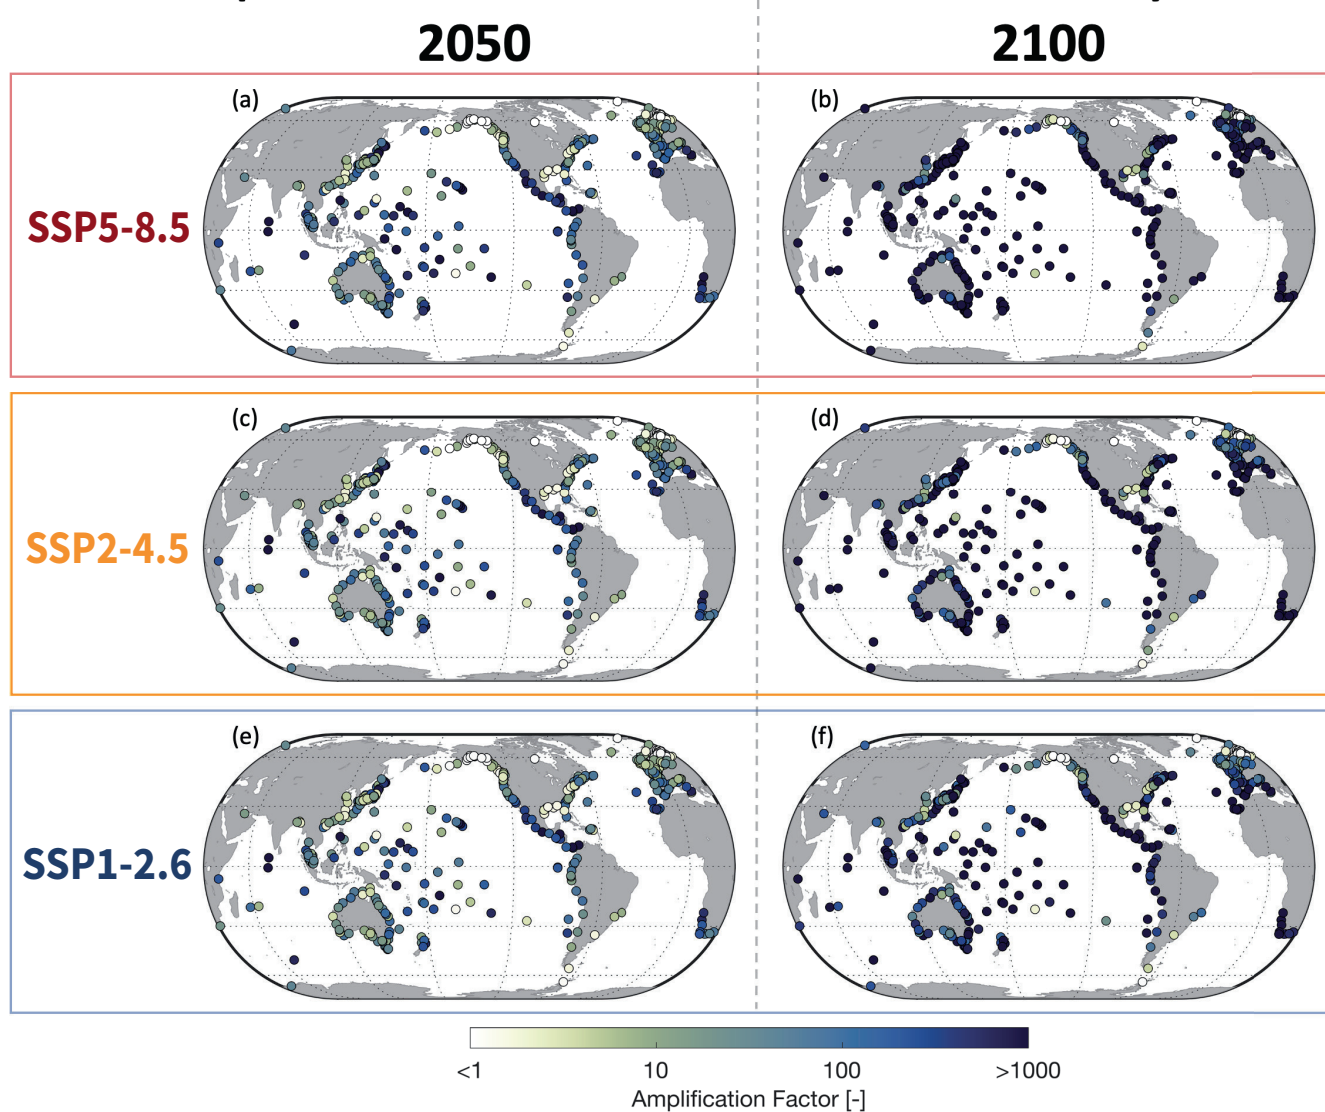 2050
2100
SSP5-8.5
(a)
(b)
SSP2-4.5
(c)
(d)
SSP1-2.6
(e)
(f)
<1
10
100
>1000
Amplification Factor [-]